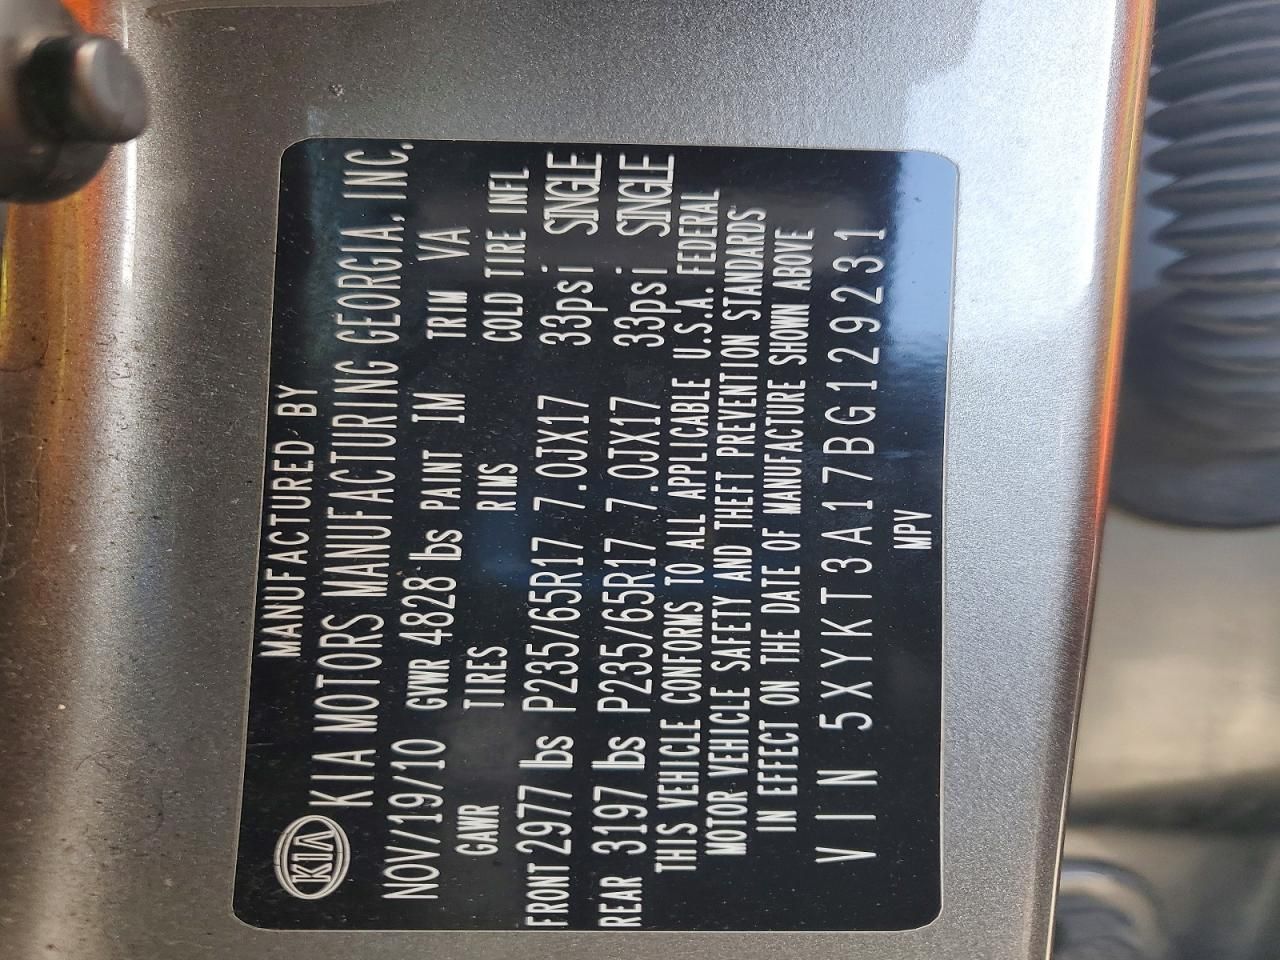 MANUFACTURED BY
KIA KIA MOTORS MANUFACTURING GEORGIA, INC.
NOV/19/10 GVWR 4828 lbs PAINT IM TRIM VA
GAWR TIRES RIMS COLD TIRE INFL
FRONT 2977 lbs P235/65R17 7.0JX17 33psi SINGLE
REAR 3197 lbs P235/65R17 7.0JX17 33psi SINGLE
THIS VEHICLE CONFORMS TO ALL APPLICABLE U.S.A. FEDERAL
MOTOR VEHICLE SAFETY AND THEFT PREVENTION STANDARDS
IN EFFECT ON THE DATE OF MANUFACTURE SHOWN ABOVE
VIN 5XYKT3A17BG129231
MPV